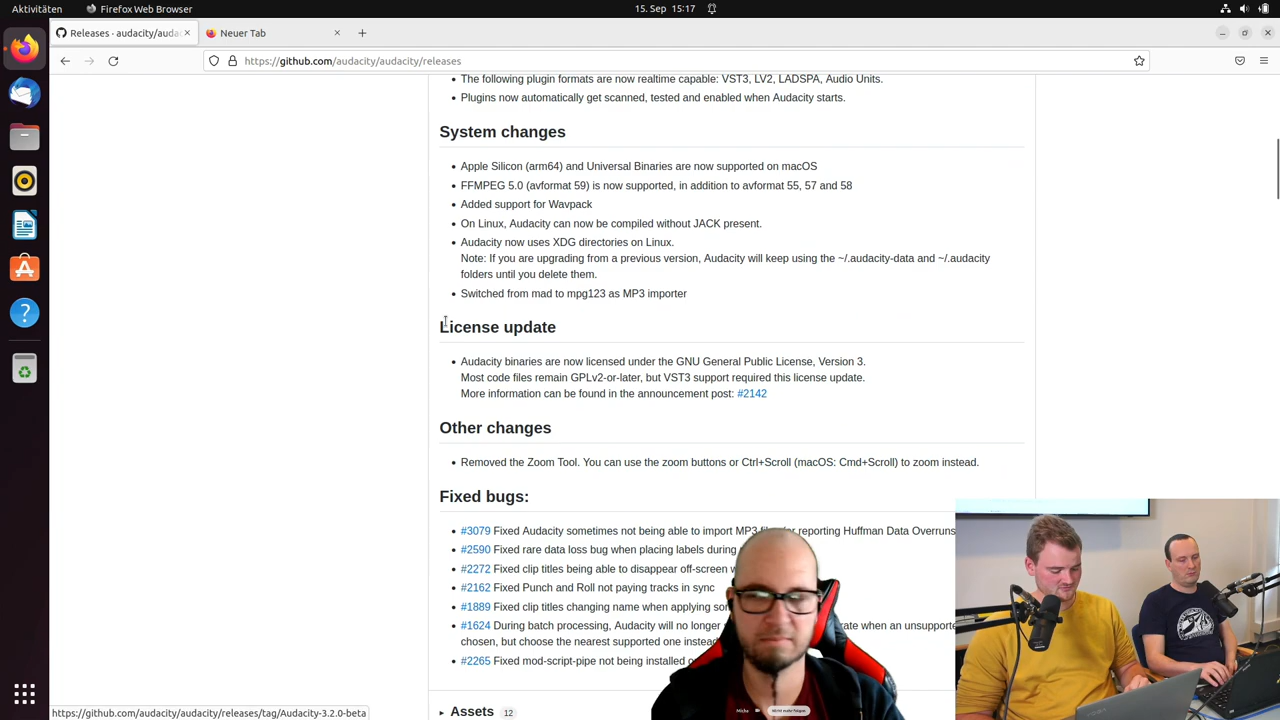 Aktivitäten
Firefox Web Browser
15. Sep 15:17
Releases · audacity/auda
Neuer Tab
https://github.com/audacity/audacity/releases
The following plugin formats are now realtime capable: VST3, LV2, LADSPA, Audio Units.
Plugins now automatically get scanned, tested and enabled when Audacity starts.
System changes
Apple Silicon (arm64) and Universal Binaries are now supported on macOS
FFMPEG 5.0 (avformat 59) is now supported, in addition to avformat 55, 57 and 58
Added support for Wavpack
On Linux, Audacity can now be compiled without JACK present.
Audacity now uses XDG directories on Linux.
Note: If you are upgrading from a previous version, Audacity will keep using the ~/.audacity-data and ~/.audacity
folders until you delete them.
Switched from mad to mpg123 as MP3 importer
License update
Audacity binaries are now licensed under the GNU General Public License, Version 3.
Most code files remain GPLv2-or-later, but VST3 support required this license update.
More information can be found in the announcement post: #2142
Other changes
Removed the Zoom Tool. You can use the zoom buttons or Ctrl+Scroll (macOS: Cmd+Scroll) to zoom instead.
Fixed bugs:
#3079 Fixed Audacity sometimes not being able to import MP3 reporting Huffman Data Overruns
#2590 Fixed rare data loss bug when placing labels during
#2272 Fixed clip titles being able to disappear off-screen
#2162 Fixed Punch and Roll not paying tracks in sync
#1889 Fixed clip titles changing name when applying
#1624 During batch processing, Audacity will no longer when an
chosen, but choose the nearest supported one instead
#2265 Fixed mod-script-pipe not being installed
Assets 12
https://github.com/audacity/audacity/releases/tag/Audacity-3.2.0-beta